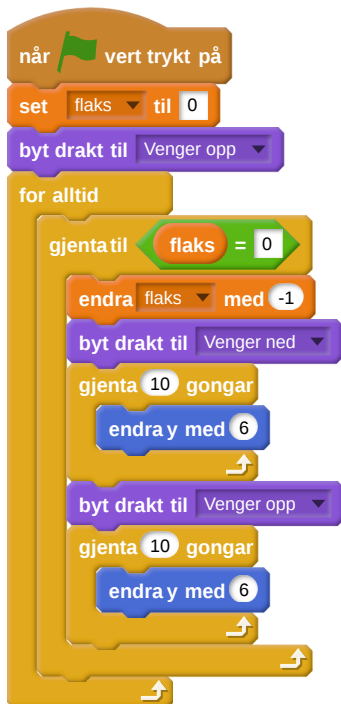 når vert trykt på
set flaks til 0
byt drakt til Venger opp
for alltid
gjenta til flaks = 0
endra flaks med -1
byt drakt til Venger ned
gjenta 10 gongar
endra y med 6
byt drakt til Venger opp
gjenta 10 gongar
endra y med 6